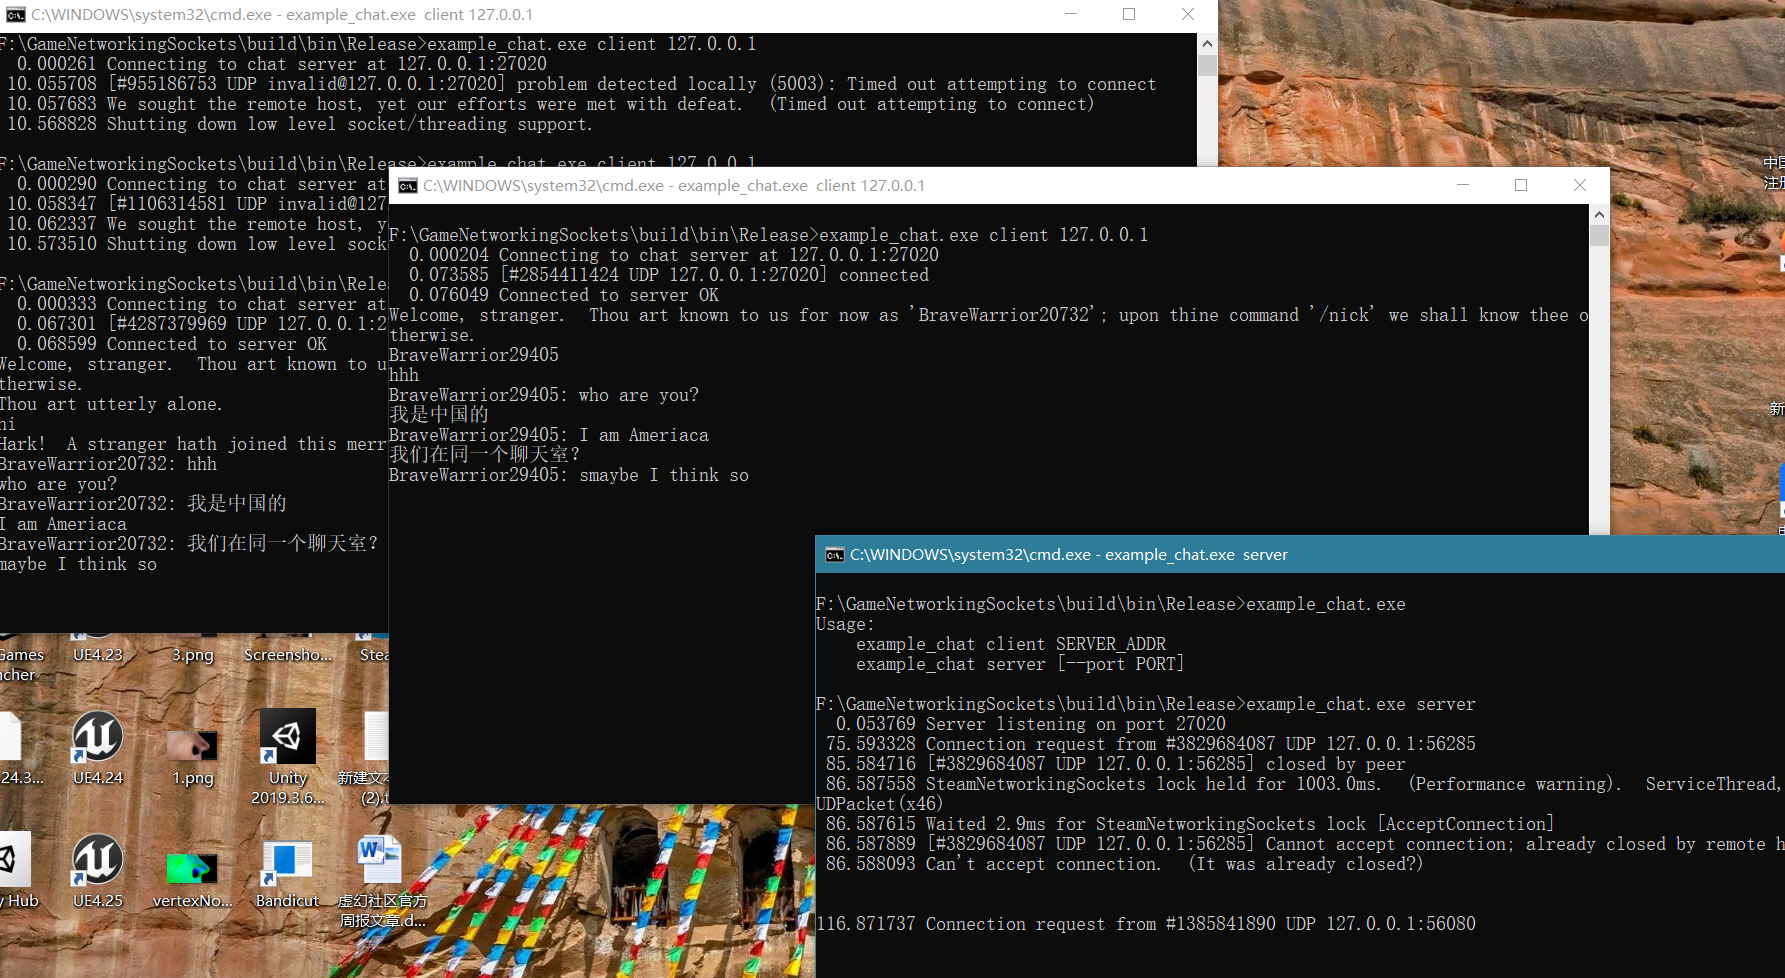 C:\WINDOWS\system32\cmd.exe - example_chat.exe  client 127.0.0.1
F:\GameNetworkingSockets\build\bin\Release>example_chat.exe client 127.0.0.1
0.000261 Connecting to chat server at 127.0.0.1:27020
10.055708 [#955186753 UDP invalid@127.0.0.1:27020] problem detected locally (5003): Timed out attempting to connect
10.057683 We sought the remote host, yet our efforts were met with defeat.  (Timed out attempting to connect)
10.568828 Shutting down low level socket/threading support.
F:\GameNetworkingSockets\build\bin\Release>example_chat.exe client 127.0.0.1
0.000290 Connecting to chat server at
10.058347 [#1106314581 UDP invalid@127
10.062337 We sought the remote host, y
10.573510 Shutting down low level sock
F:\GameNetworkingSockets\build\bin\Relea
0.000333 Connecting to chat server at
0.067301 [#4287379969 UDP 127.0.0.1:2
0.068599 Connected to server OK
Welcome, stranger.  Thou art known to u
therwise.
Thou art utterly alone.
hi
Hark!  A stranger hath joined this merr
BraveWarrior20732: hhh
who are you?
BraveWarrior20732: 我是中国的
I am Ameriaca
BraveWarrior20732: 我们在同一个聊天室?
maybe I think so
C:\WINDOWS\system32\cmd.exe - example_chat.exe  client 127.0.0.1
F:\GameNetworkingSockets\build\bin\Release>example_chat.exe client 127.0.0.1
0.000204 Connecting to chat server at 127.0.0.1:27020
0.073585 [#2854411424 UDP 127.0.0.1:27020] connected
0.076049 Connected to server OK
Welcome, stranger.  Thou art known to us for now as 'BraveWarrior20732'; upon thine command '/nick' we shall know thee o
therwise.
BraveWarrior29405
hhh
BraveWarrior29405: who are you?
我是中国的
BraveWarrior29405: I am Ameriaca
我们在同一个聊天室?
BraveWarrior29405: smaybe I think so
C:\WINDOWS\system32\cmd.exe - example_chat.exe  server
F:\GameNetworkingSockets\build\bin\Release>example_chat.exe
Usage:
example_chat client SERVER_ADDR
example_chat server [--port PORT]
F:\GameNetworkingSockets\build\bin\Release>example_chat.exe server
0.053769 Server listening on port 27020
75.593328 Connection request from #3829684087 UDP 127.0.0.1:56285
85.584716 [#3829684087 UDP 127.0.0.1:56285] closed by peer
86.587558 SteamNetworkingSockets lock held for 1003.0ms.  (Performance warning).  ServiceThread,
UDPacket(x46)
86.587615 Waited 2.9ms for SteamNetworkingSockets lock [AcceptConnection]
86.587889 [#3829684087 UDP 127.0.0.1:56285] Cannot accept connection; already closed by remote h
86.588093 Can't accept connection.  (It was already closed?)
116.871737 Connection request from #1385841890 UDP 127.0.0.1:56080
Games
ncher
UE4.23
3.png
Screensho...
Stea
24.3...
UE4.24
1.png
Unity
2019.3.6...
新建文本
(2).t
y Hub
UE4.25
vertexNo...
Bandicut
虚幻社区官方
周报文章.d...
中国
注册
新